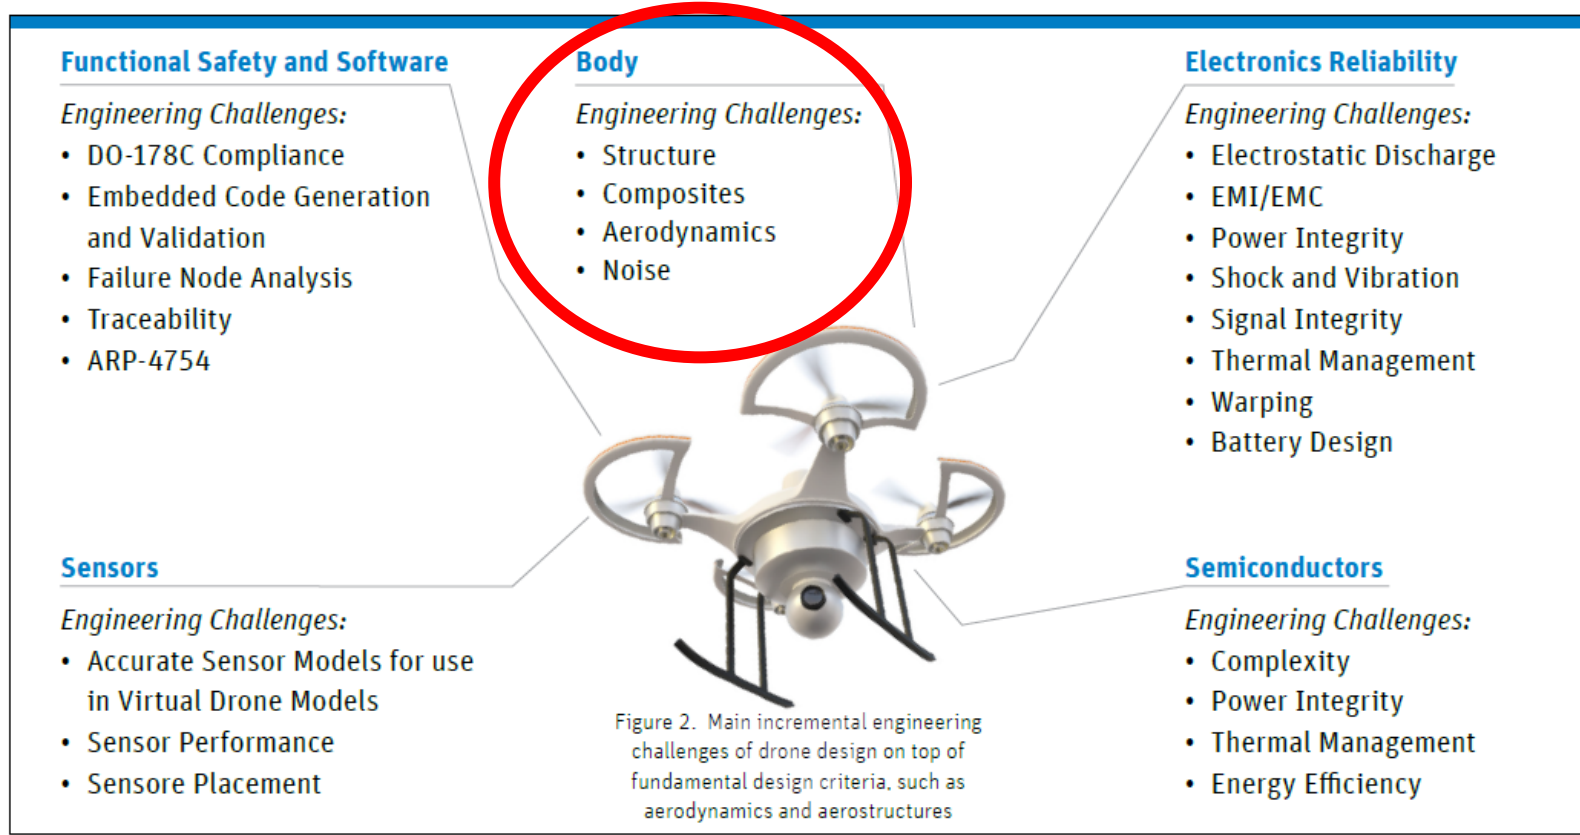 Functional Safety and Software
Engineering Challenges:
• DO-178C Compliance
• Embedded Code Generation
and Validation
• Failure Node Analysis
• Traceability
• ARP-4754
Body
Engineering Challenges:
• Structure
• Composites
• Aerodynamics
• Noise
Electronics Reliability
Engineering Challenges:
• Electrostatic Discharge
• EMI/EMC
• Power Integrity
• Shock and Vibration
• Signal Integrity
• Thermal Management
• Warping
• Battery Design
Sensors
Engineering Challenges:
• Accurate Sensor Models for use
in Virtual Drone Models
• Sensor Performance
• Sensore Placement
Figure 2. Main incremental engineering
challenges of drone design on top of
fundamental design criteria, such as
aerodynamics and aerostructures
Semiconductors
Engineering Challenges:
• Complexity
• Power Integrity
• Thermal Management
• Energy Efficiency